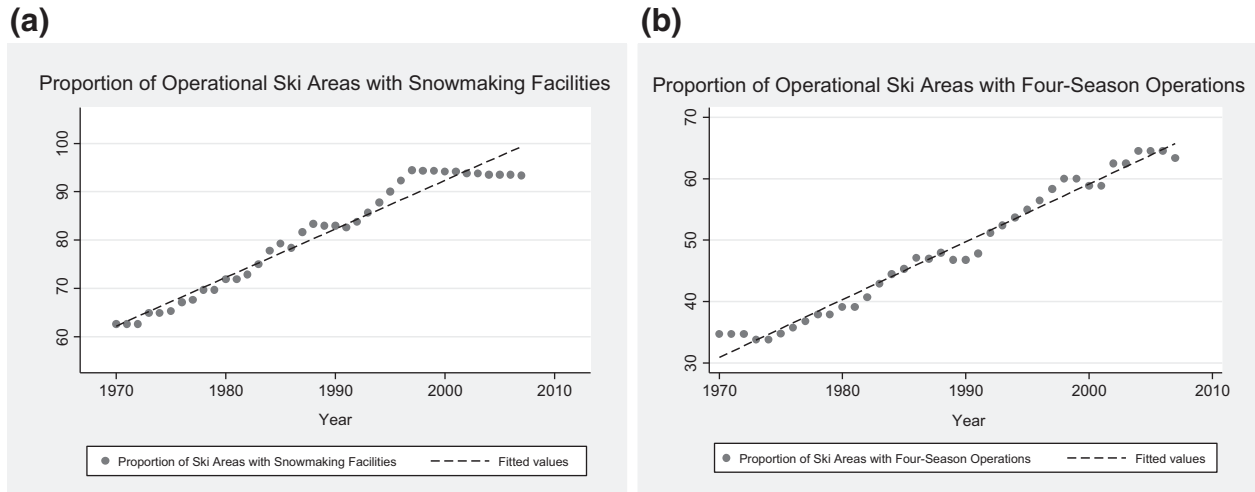 (a)
Proportion of Operational Ski Areas with Snowmaking Facilities
100
90
80
70
60
1970 1980 1990 2000 2010
Year
Proportion of Ski Areas with Snowmaking Facilities Fitted values
(b)
Proportion of Operational Ski Areas with Four-Season Operations
70
60
50
40
30
1970 1980 1990 2000 2010
Year
Proportion of Ski Areas with Four-Season Operations Fitted values